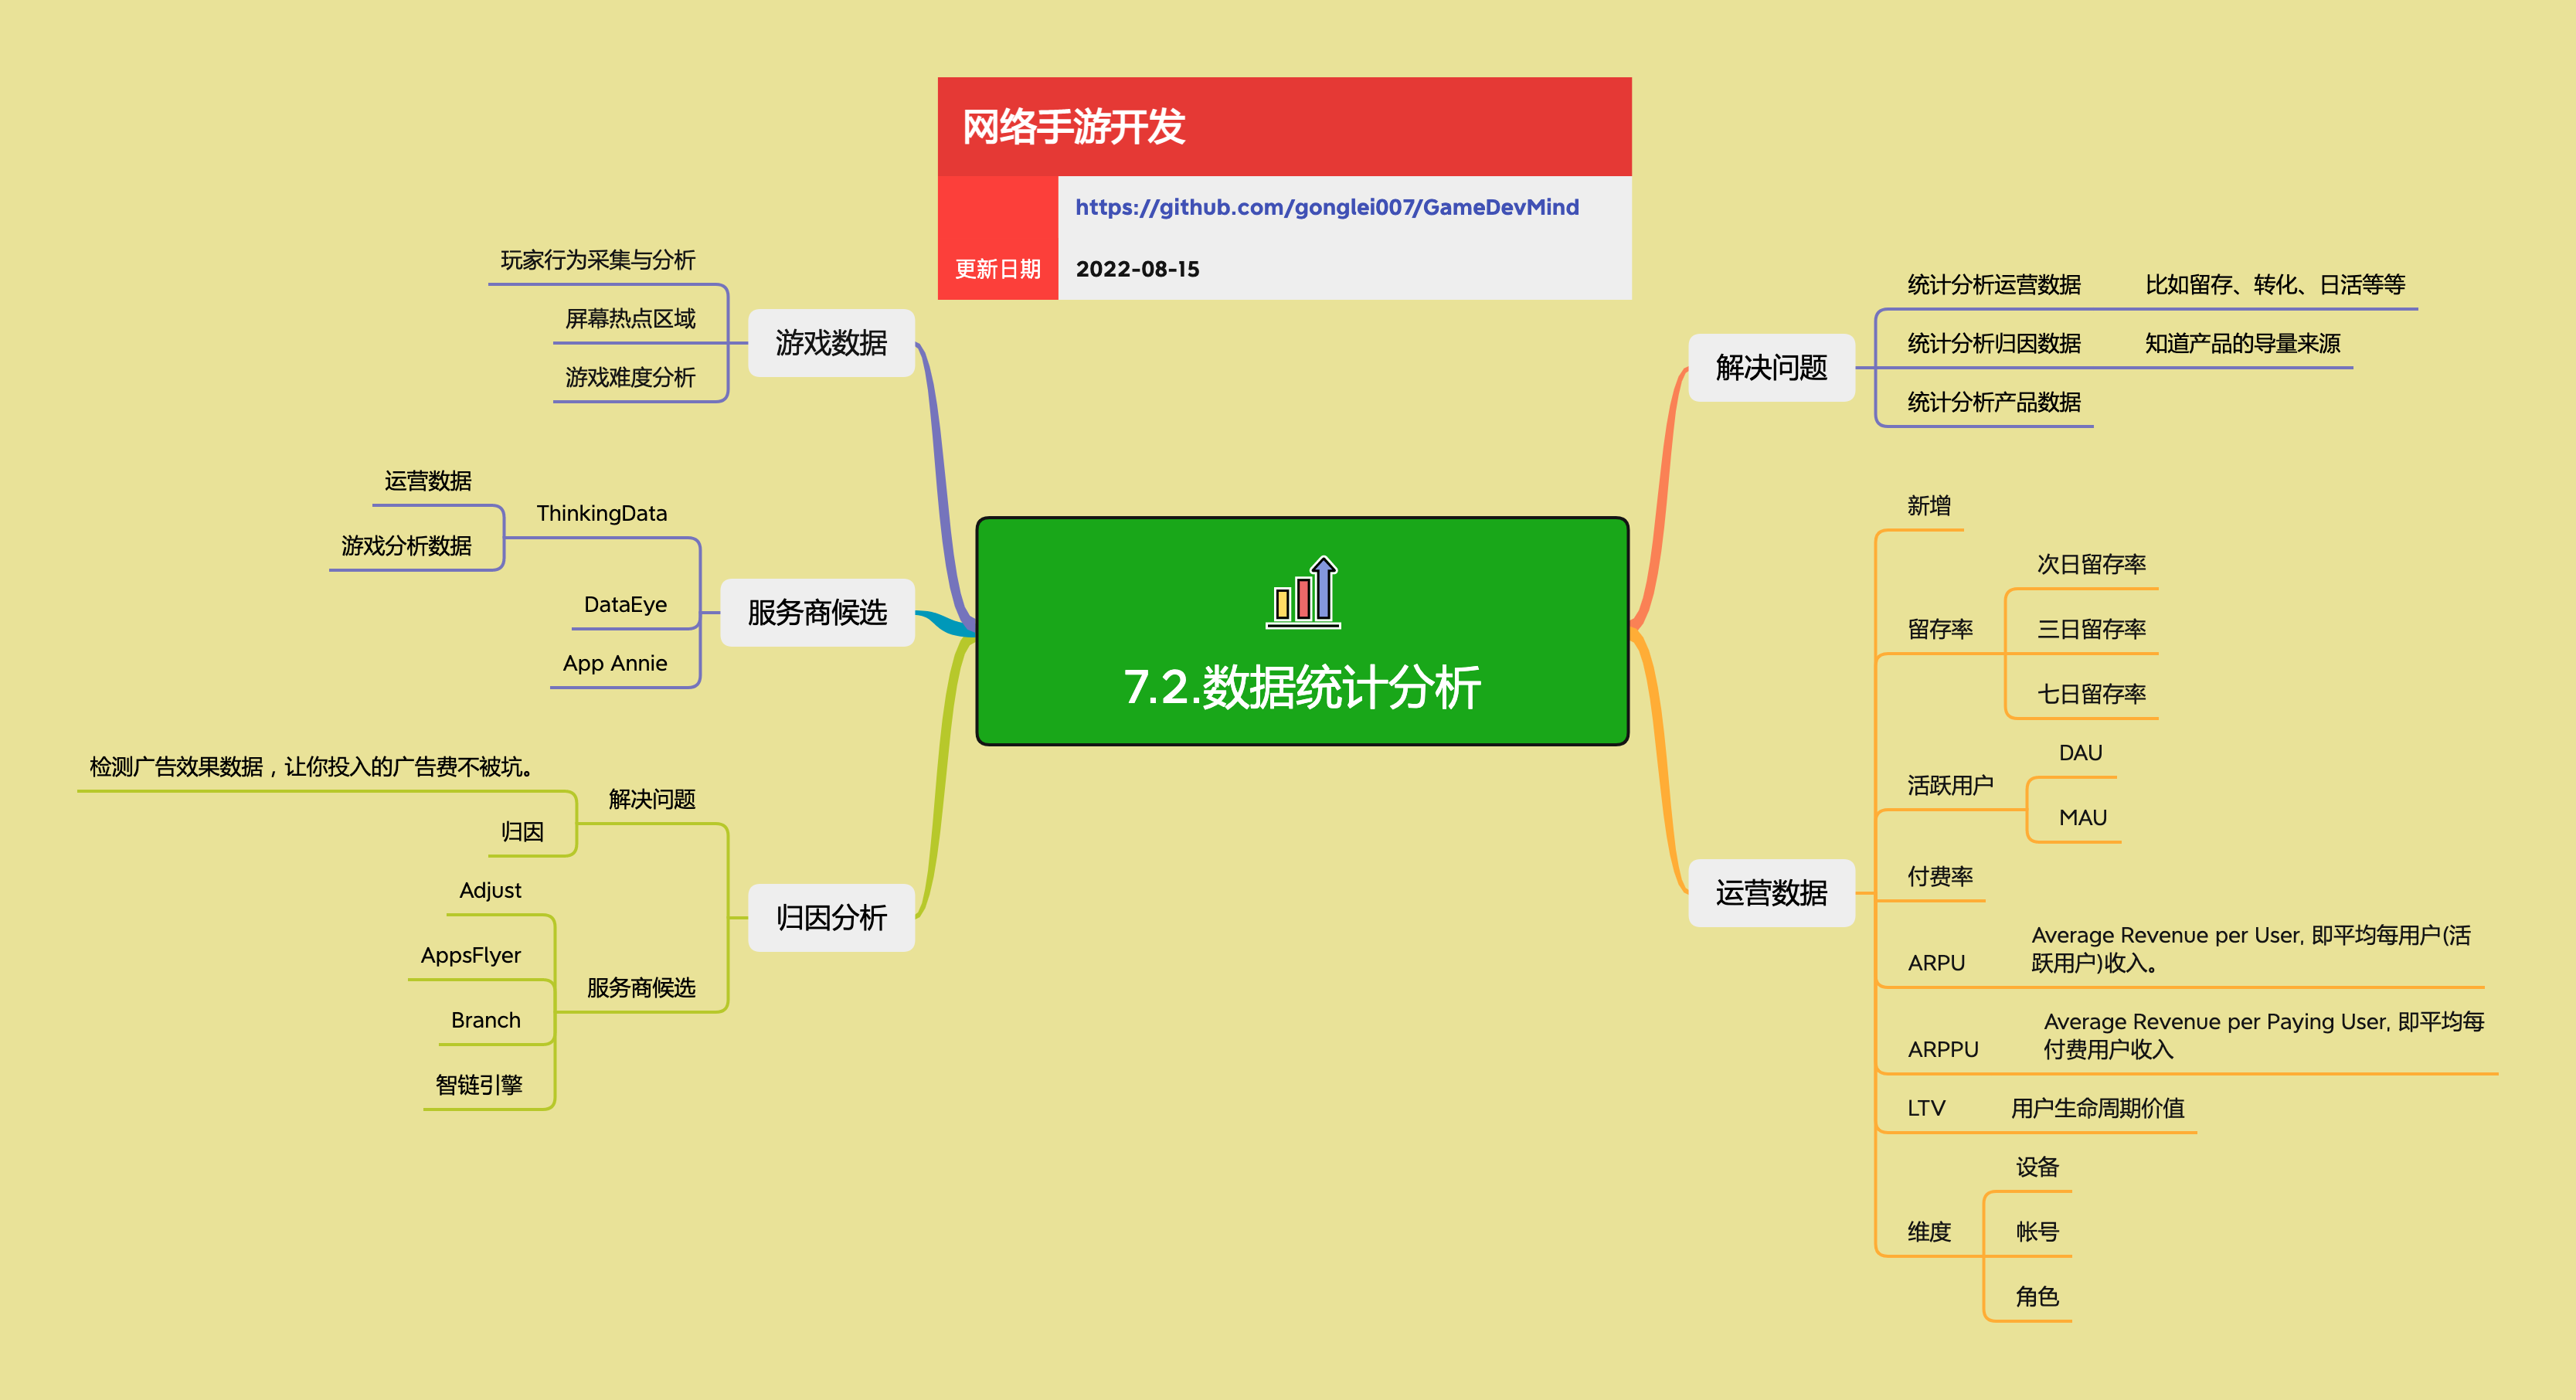 网络手游开发
https://github.com/gonglei007/GameDevMind
更新日期
2022-08-15
7.2.数据统计分析
解决问题
统计分析运营数据
比如留存、转化、日活等等
统计分析归因数据
知道产品的导量来源
统计分析产品数据
运营数据
新增
留存率
次日留存率
三日留存率
七日留存率
活跃用户
DAU
MAU
付费率
ARPU
Average Revenue per User, 即平均每用户(活
跃用户)收入。
ARPPU
Average Revenue per Paying User, 即平均每
付费用户收入
LTV
用户生命周期价值
维度
设备
帐号
角色
游戏数据
玩家行为采集与分析
屏幕热点区域
游戏难度分析
服务商候选
ThinkingData
运营数据
游戏分析数据
DataEye
App Annie
归因分析
解决问题
检测广告效果数据，让你投入的广告费不被坑。
归因
服务商候选
Adjust
AppsFlyer
Branch
智链引擎